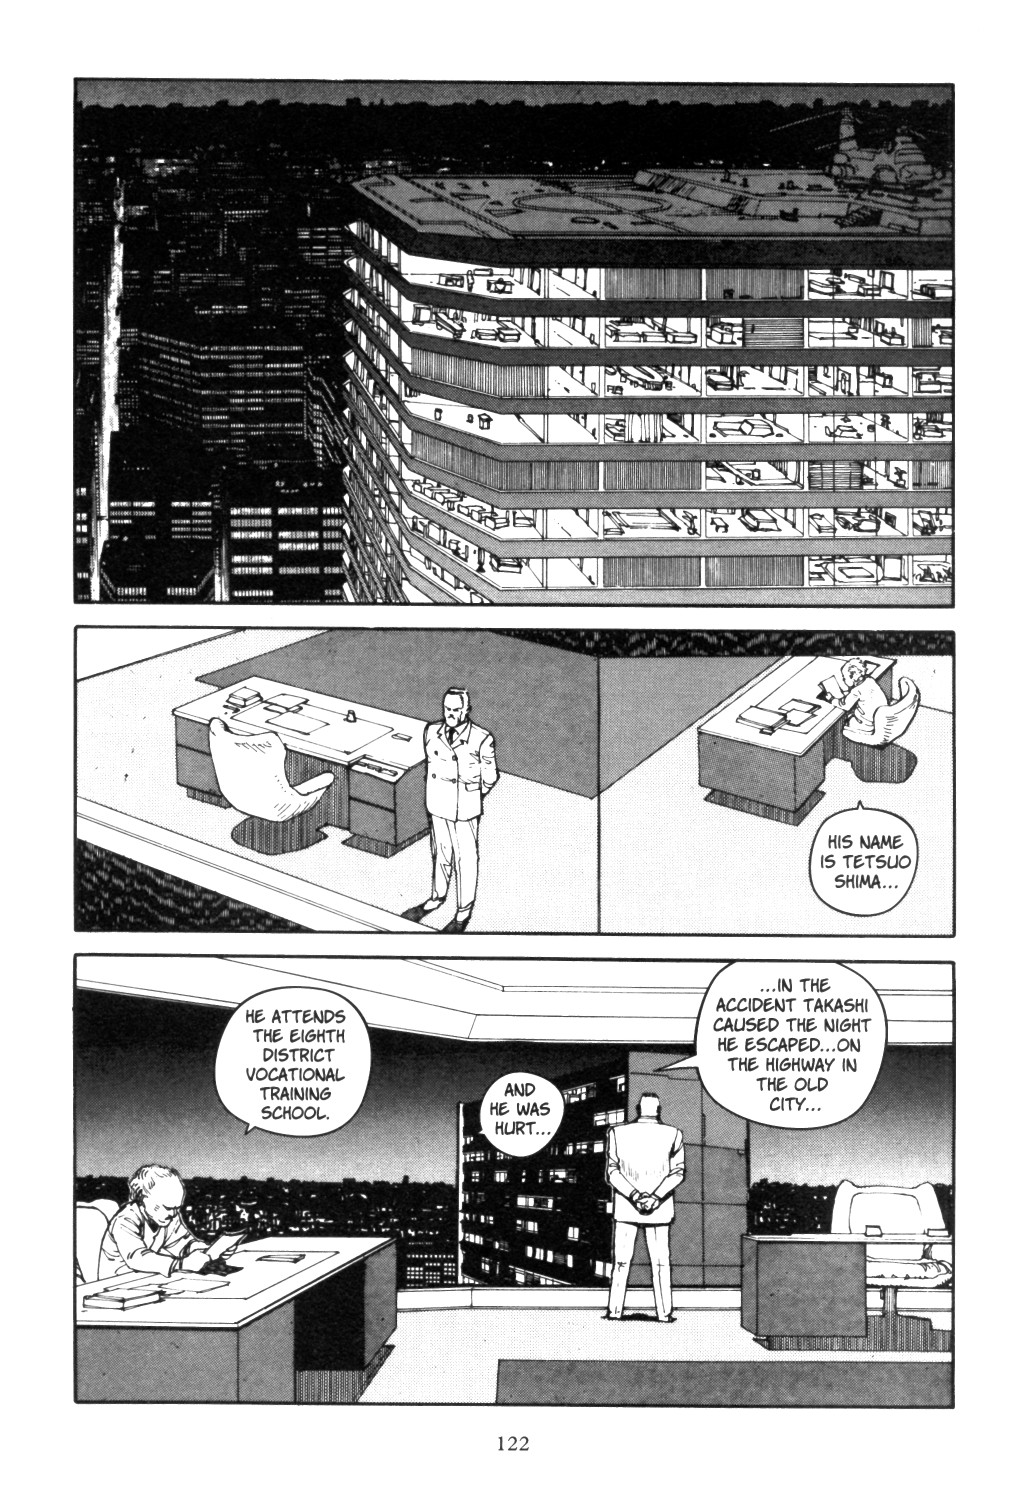 HIS NAME
IS TETSUO
SHIMA...
HE ATTENDS
THE EIGHTH
DISTRICT
VOCATIONAL
TRAINING
SCHOOL.
AND
HE WAS
HURT...
...IN THE
ACCIDENT TAKASHI
CAUSED THE NIGHT
HE ESCAPED...ON
THE HIGHWAY IN
THE OLD
CITY...
122